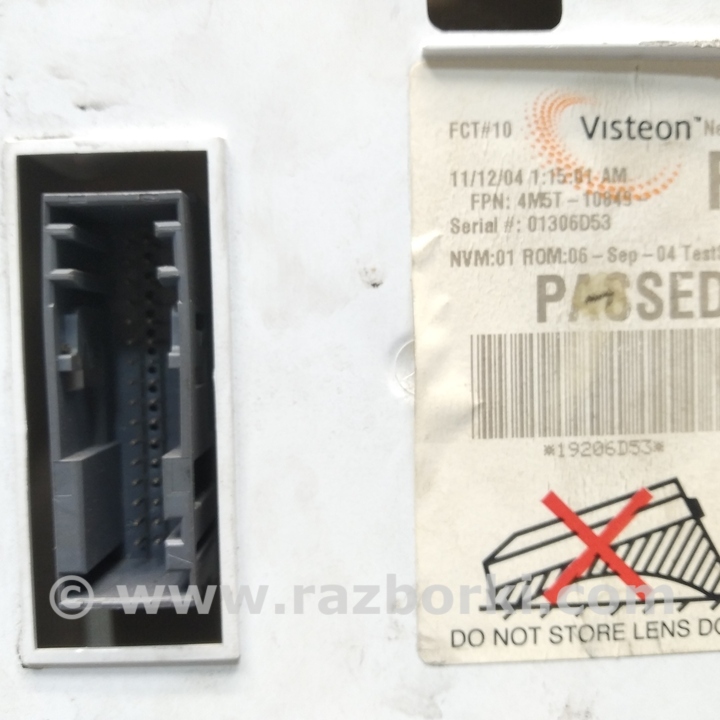 FCT#10 Visteon™
11/12/04 1:15:01 AM
FPN: 4M5T-10849
Serial #: 01306D53
NVM:01 ROM:06-Sep-04
PASSED
*19206D53*
© www.razborki.com
DO NOT STORE LENS